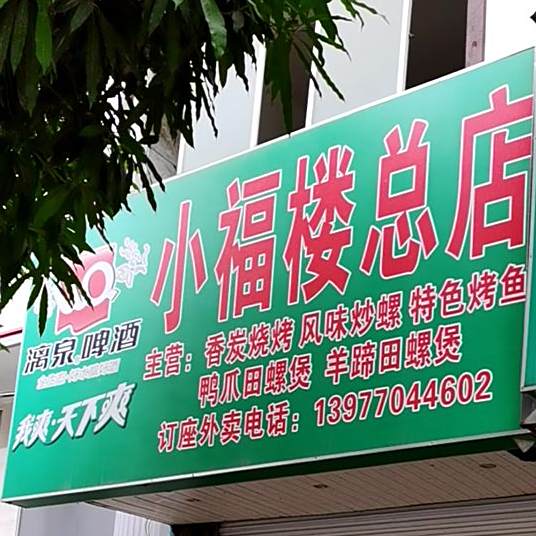 小福楼总店
漓泉啤酒
主营：香炭烧烤 风味炒螺 特色烤鱼
鸭爪田螺煲 羊蹄田螺煲
我爽·天下爽
订座外卖电话：13977044602